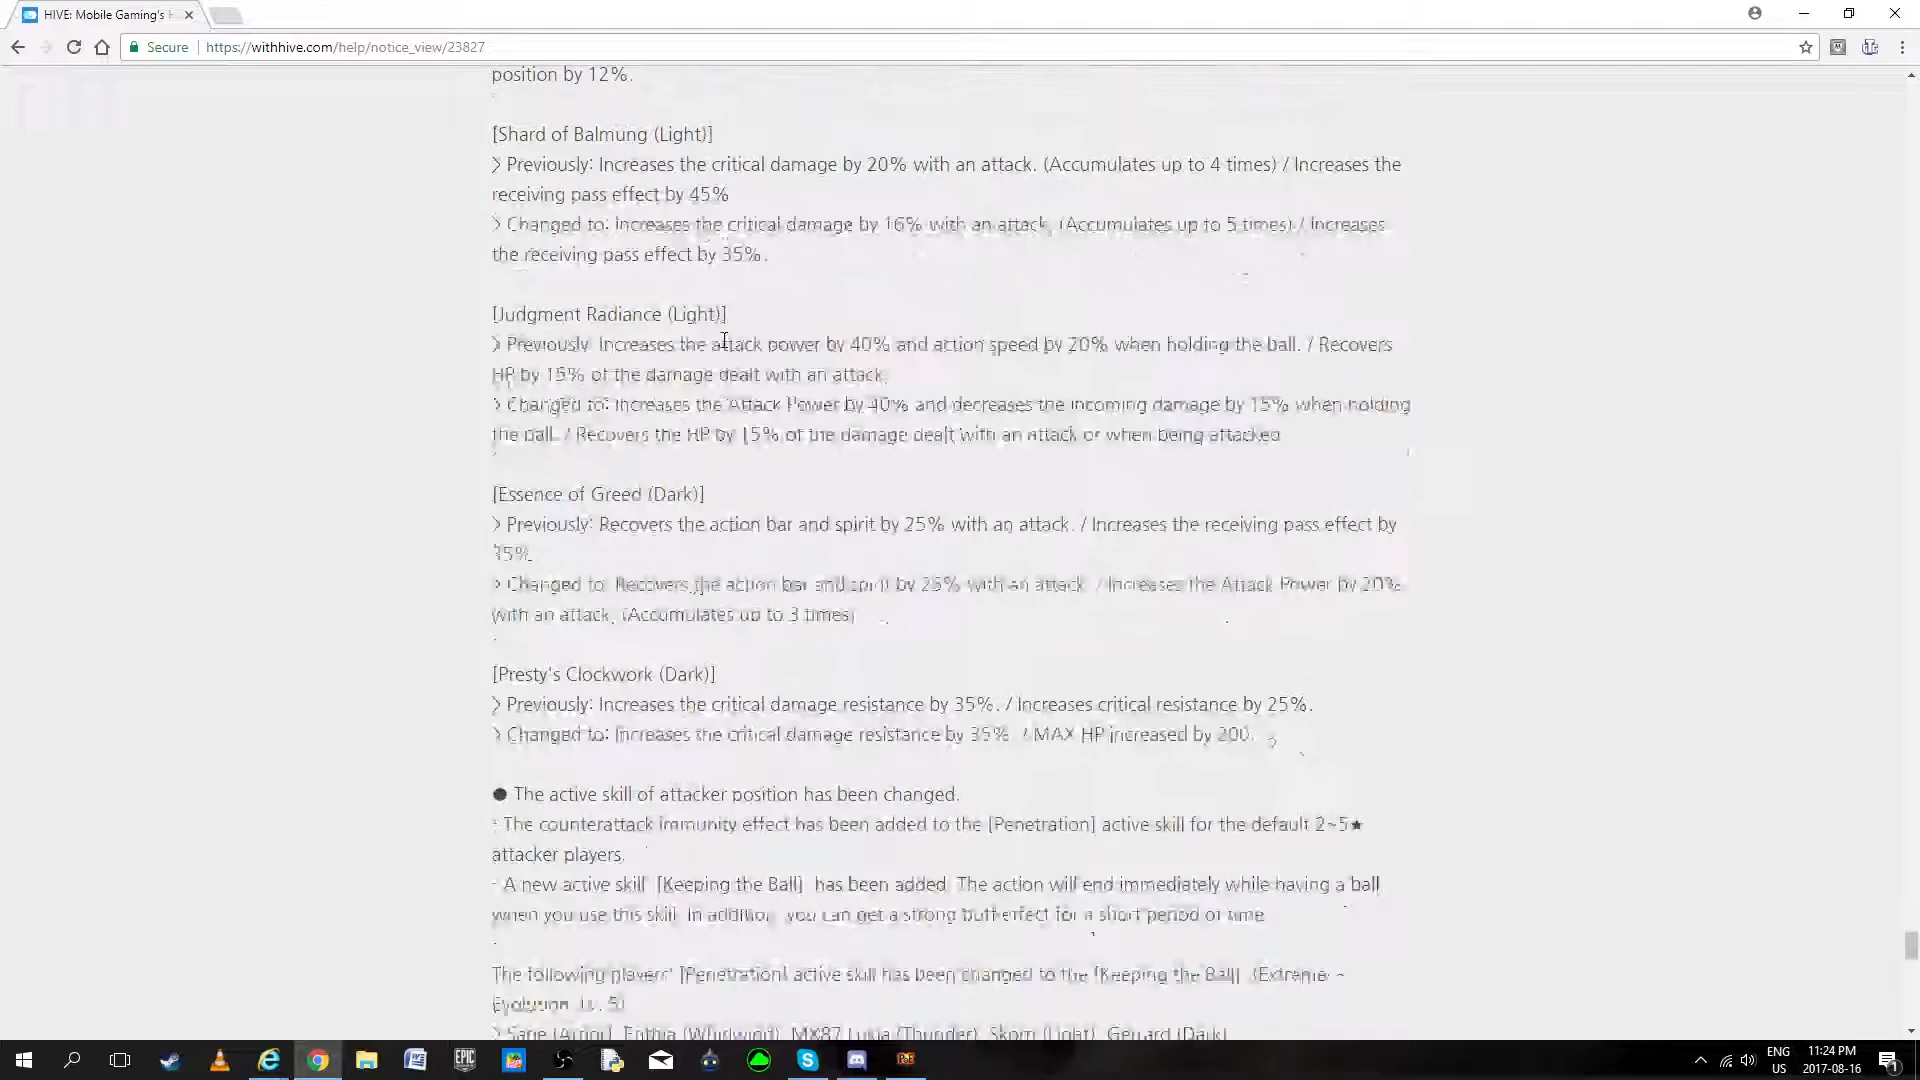 HIVE: Mobile Gaming's H
Secure
https://withhive.com/help/notice_view/23827
position by 12%.
[Shard of Balmung (Light)]
> Previously: Increases the critical damage by 20% with an attack. (Accumulates up to 4 times) / Increases the
receiving pass effect by 45%
> Changed to: Increases the critical damage by 16% with an attack. (Accumulates up to 5 times) / Increases
the receiving pass effect by 35%.
[Judgment Radiance (Light)]
> Previously: Increases the attack power by 40% and action speed by 20% when holding the ball. / Recovers
HP by 15% of the damage dealt with an attack.
> Changed to: Increases the Attack Power by 40% and decreases the incoming damage by 15% when holding
the ball. / Recovers the HP by 15% of the damage dealt with an attack or when being attacked
[Essence of Greed (Dark)]
> Previously: Recovers the action bar and spirit by 25% with an attack. / Increases the receiving pass effect by
35%.
> Changed to: Recovers the action bar and spirit by 25% with an attack. / Increases the Attack Power by 20%
with an attack. (Accumulates up to 3 times)
[Presty's Clockwork (Dark)]
> Previously: Increases the critical damage resistance by 35%. / Increases critical resistance by 25%.
> Changed to: Increases the critical damage resistance by 35%. / MAX HP increased by 200.
● The active skill of attacker position has been changed.
- The counterattack immunity effect has been added to the [Penetration] active skill for the default 2~5★
attacker players.
- A new active skill, [Keeping the Ball], has been added. The action will end immediately while having a ball
when you use this skill. In addition, you can get a strong buff effect for a short period of time.
The following players' [Penetration] active skill has been changed to the [Keeping the Ball]. (Extreme
Evolution Lv. 5)
(Whirlwind), MX87 (Thunder), (Light), (Dark)
ENG
US
11:24 PM
2017-08-16